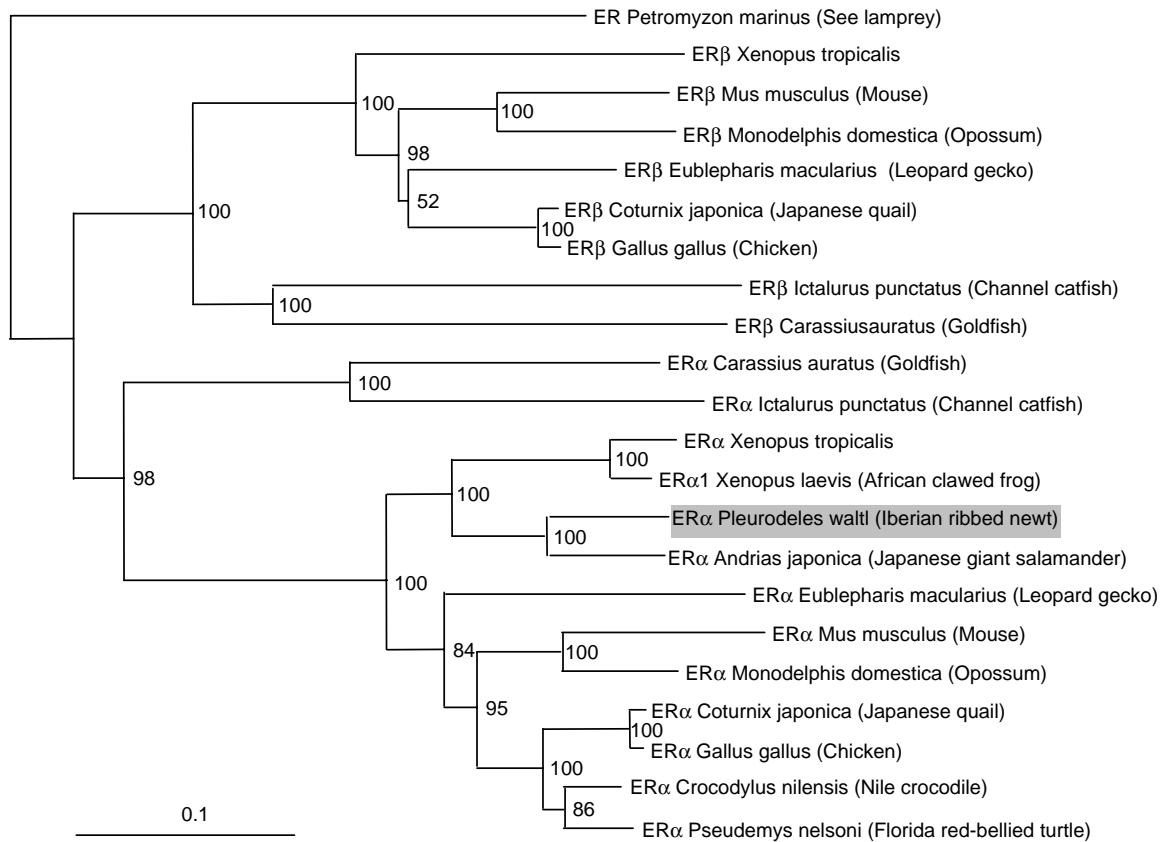 ER Petromyzon marinus (See lamprey)
ERβ Xenopus tropicalis
100
ERβ Mus musculus (Mouse)
100
ERβ Monodelphis domestica (Opossum)
98
ERβ Eublepharis macularius (Leopard gecko)
52
100
ERβ Coturnix japonica (Japanese quail)
100
ERβ Gallus gallus (Chicken)
ERβ Ictalurus punctatus (Channel catfish)
100
ERβ Carassiusauratus (Goldfish)
ERα Carassius auratus (Goldfish)
100
ERα Ictalurus punctatus (Channel catfish)
ERα Xenopus tropicalis
100
98
ERα1 Xenopus laevis (African clawed frog)
100
ERα Pleurodeles waltl (Iberian ribbed newt)
100
ERα Andrias japonica (Japanese giant salamander)
100
ERα Eublepharis macularius (Leopard gecko)
ERα Mus musculus (Mouse)
84
100
ERα Monodelphis domestica (Opossum)
95
ERα Coturnix japonica (Japanese quail)
100
ERα Gallus gallus (Chicken)
100
ERα Crocodylus nilensis (Nile crocodile)
86
0.1
ERα Pseudemys nelsoni (Florida red-bellied turtle)